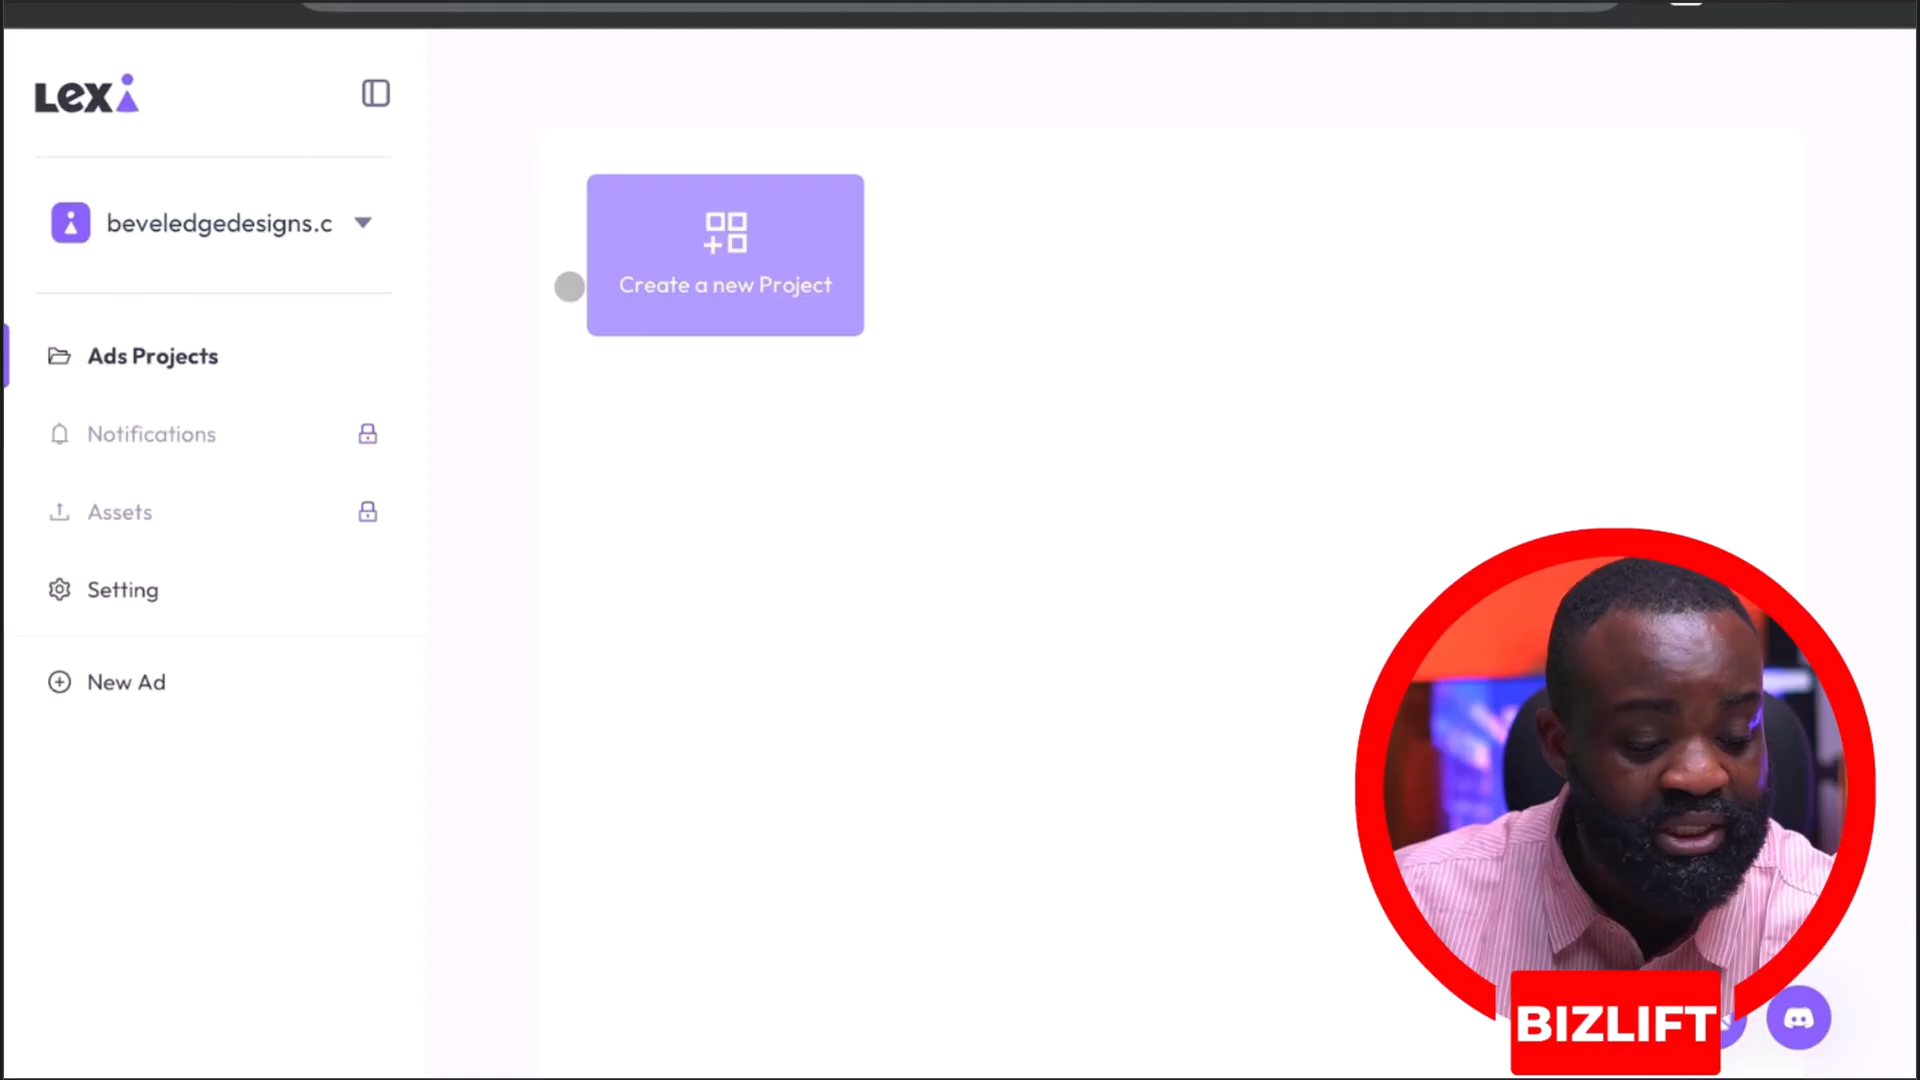 Lexi
beveledgedesigns.c
Ads Projects
Notifications
Assets
Setting
New Ad
Create a new Project
BIZLIFT